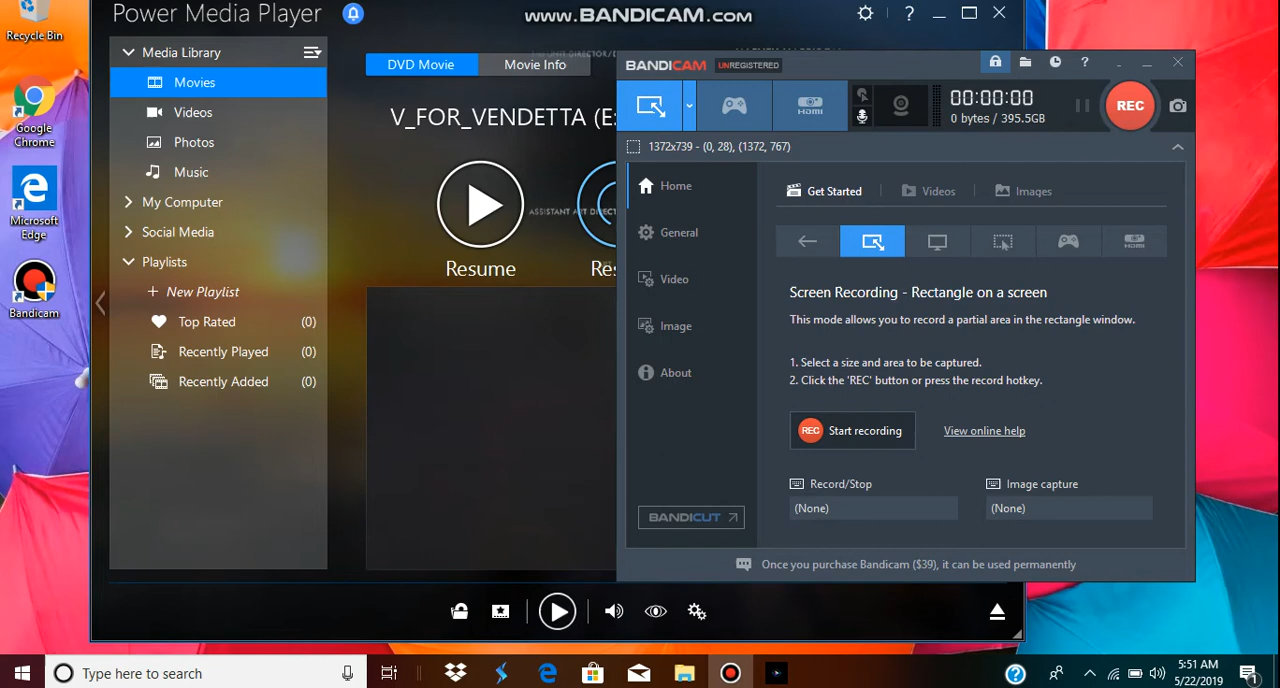 Recycle Bin
Google
Chrome
Microsoft
Edge
Bandicam
Power Media Player
www.BANDICAM.com
Media Library
Movies
Videos
Photos
Music
My Computer
Social Media
Playlists
New Playlist
Top Rated (0)
Recently Played (0)
Recently Added (0)
DVD Movie Movie Info
V_FOR_VENDETTA (E:
ASSISTANT ART DIREC
Resume
Res
BANDICAM UNREGISTERED
HDMI
00:00:00
0 bytes / 395.5GB
REC
1372x739 - (0, 28), (1372, 767)
Home
General
Video
Image
About
BANDICUT
Get Started Videos Images
HDMI
Screen Recording - Rectangle on a screen
This mode allows you to record a partial area in the rectangle window.
1. Select a size and area to be captured.
2. Click the 'REC' button or press the record hotkey.
REC Start recording View online help
Record/Stop Image capture
(None) (None)
Once you purchase Bandicam ($39), it can be used permanently
Type here to search
5:51 AM
5/22/2019
1